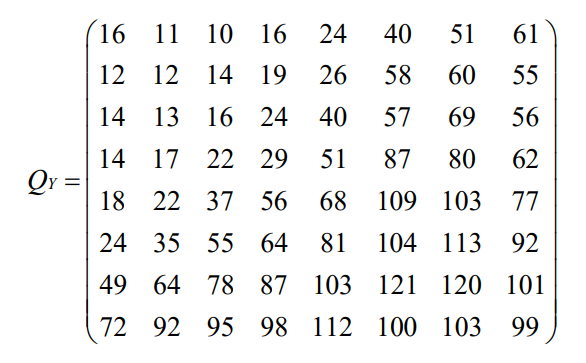 16 11 10 16 24 40 51 61
12 12 14 19 26 58 60 55
14 13 16 24 40 57 69 56
QY = 14 17 22 29 51 87 80 62
18 22 37 56 68 109 103 77
24 35 55 64 81 104 113 92
49 64 78 87 103 121 120 101
72 92 95 98 112 100 103 99